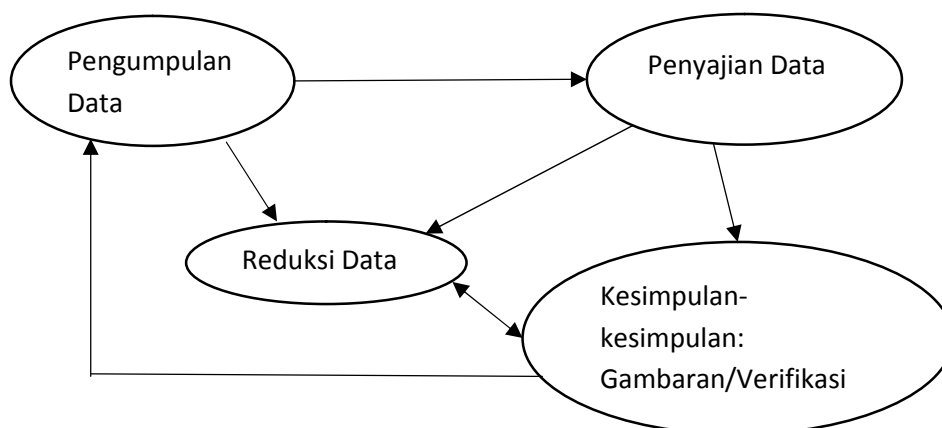 Pengumpulan
Data
Penyajian Data
Reduksi Data
Kesimpulan-
kesimpulan:
Gambaran/Verifikasi